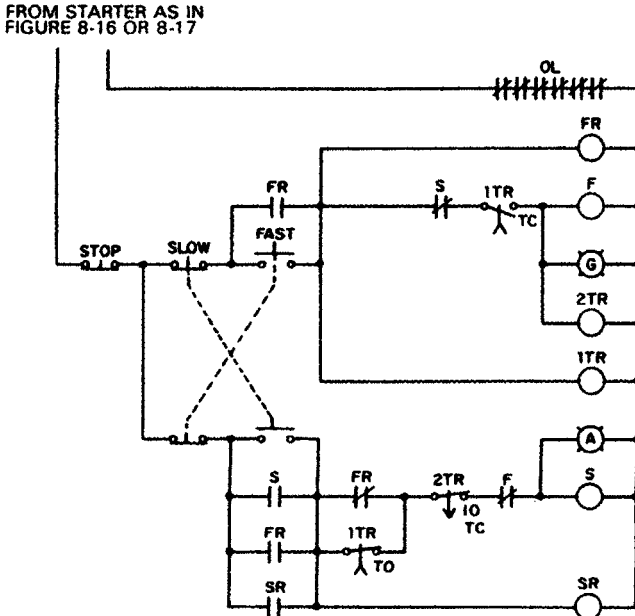 FROM STARTER AS IN
FIGURE 8-16 OR 8-17
OL
FR
FR
S
1TR
TC
F
STOP
SLOW
FAST
G
2TR
1TR
A
S
FR
2TR
10
TC
F
S
FR
1TR
TO
SR
SR